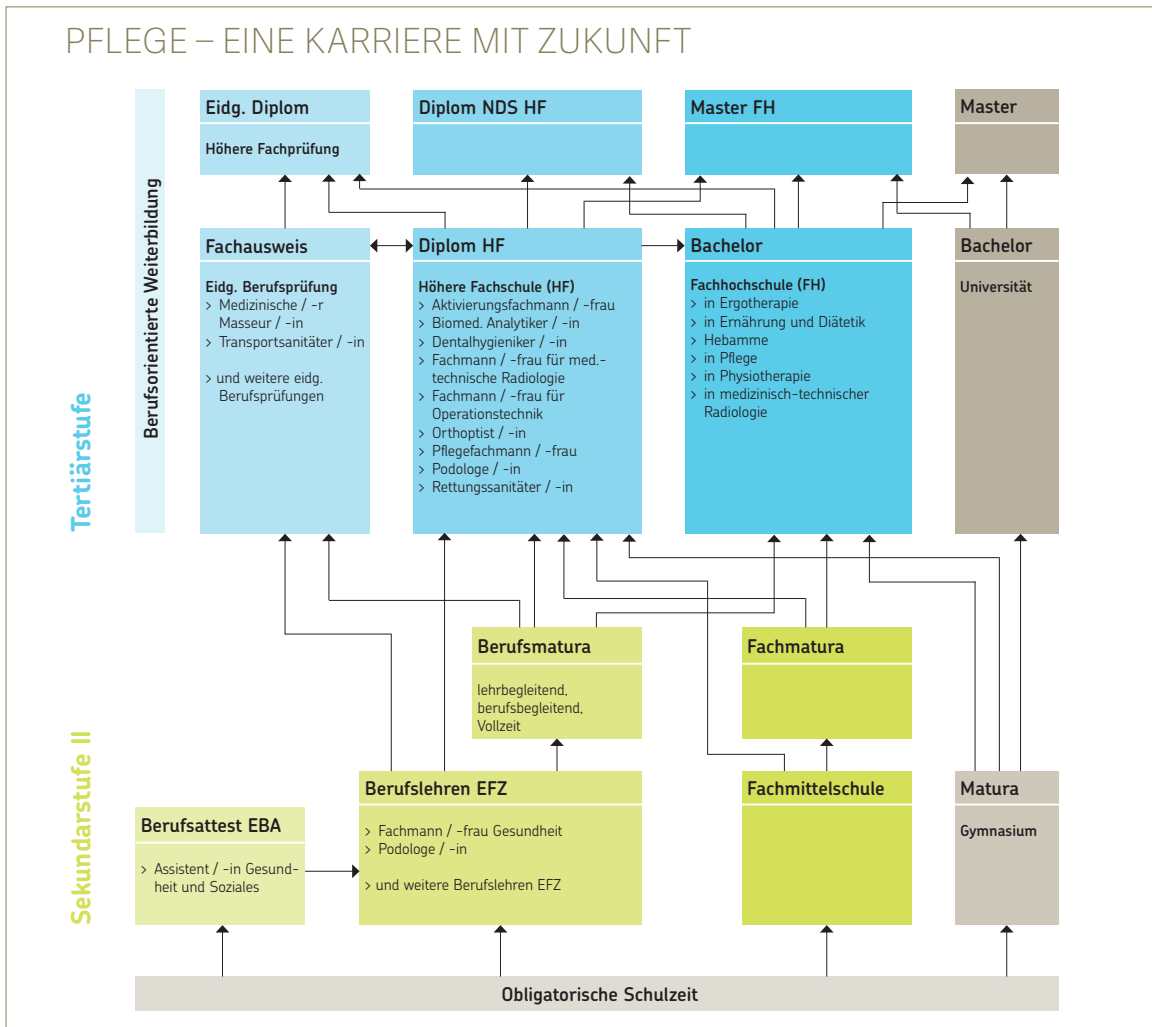 PFLEGE – EINE KARRIERE MIT ZUKUNFT
Berufsorientierte Weiterbildung
Tertiärstufe
Eidg. Diplom
Höhere Fachprüfung
Diplom NDS HF
Master FH
Master
Fachausweis
Eidg. Berufsprüfung
> Medizinische / -r
Masseur / -in
> Transportsanitäter / -in
> und weitere eidg.
Berufsprüfungen
Diplom HF
Höhere Fachschule (HF)
> Aktivierungsfachmann / -frau
> Biomed. Analytiker / -in
> Dentalhygieniker / -in
> Fachmann / -frau für med.-
technische Radiologie
> Fachmann / -frau für
Operationstechnik
> Orthoptist / -in
> Pflegefachmann / -frau
> Podologe / -in
> Rettungssanitäter / -in
Bachelor
Fachhochschule (FH)
> in Ergotherapie
> in Ernährung und Diätetik
> Hebamme
> in Pflege
> in Physiotherapie
> in medizinisch-technischer
Radiologie
Bachelor
Universität
Sekundarstufe II
Berufsmatura
lehrbegleitend,
berufsbegleitend,
Vollzeit
Fachmatura
Berufsattest EBA
> Assistent / -in Gesund-
heit und Soziales
Berufslehren EFZ
> Fachmann / -frau Gesundheit
> Podologe / -in
> und weitere Berufslehren EFZ
Fachmittelschule
Matura
Gymnasium
Obligatorische Schulzeit